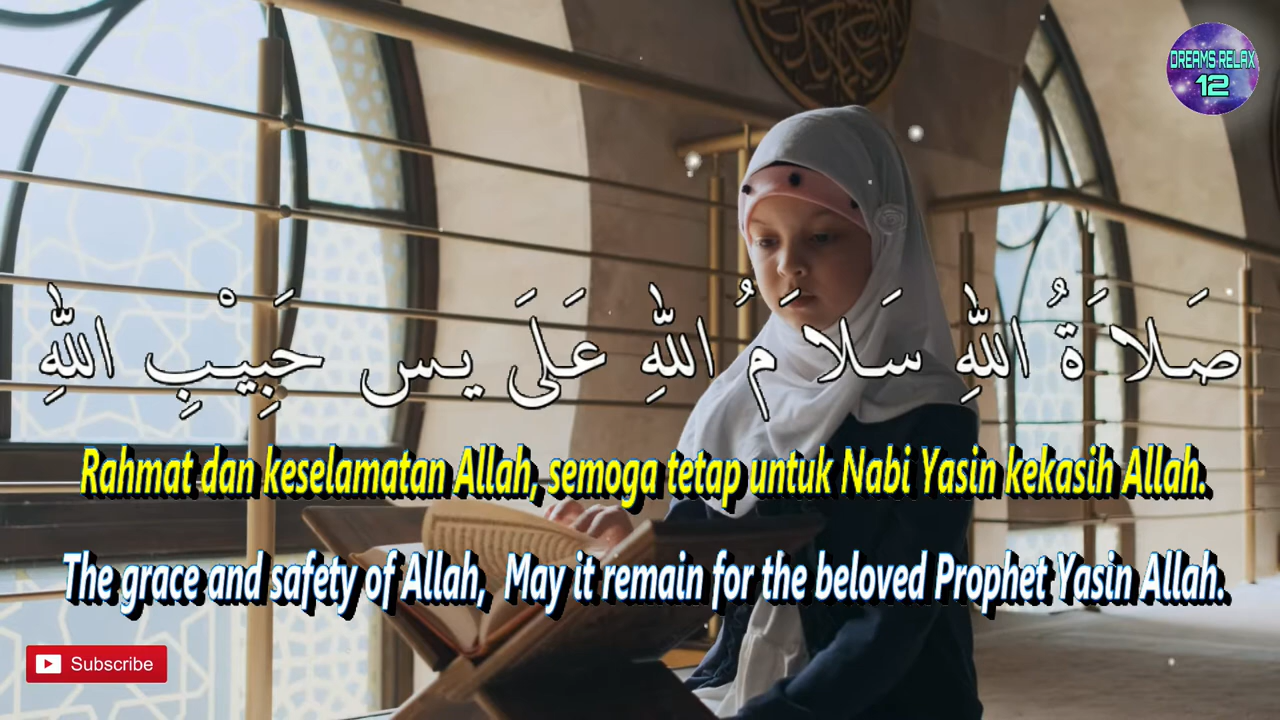 DREAMS RELAX
12
صَلاَةُ اللهِ سَلاَمُ اللهِ عَلَى يس حَبِيْبِ اللهِ
Rahmat dan keselamatan Allah, semoga tetap untuk Nabi Yasin kekasih Allah.
The grace and safety of Allah, May it remain for the beloved Prophet Yasin Allah.
Subscribe